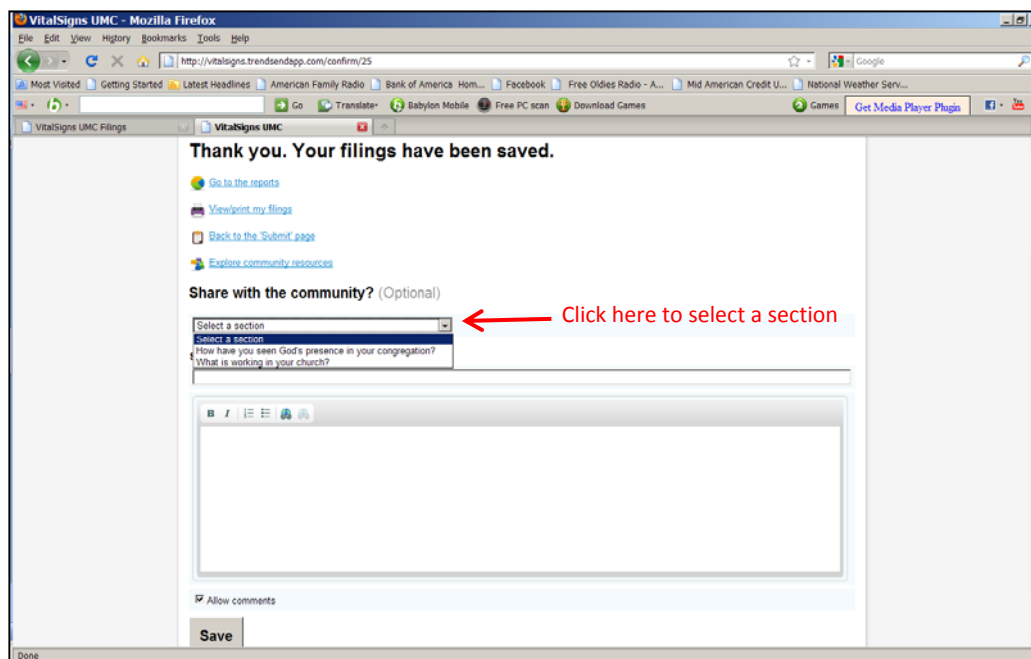 VitalSigns UMC - Mozilla Firefox
File Edit View History Bookmarks Tools Help
http://vitalsigns.trendsendapp.com/confirm/25
Google
Most Visited Getting Started Latest Headlines American Family Radio Bank of America Hom... Facebook Free Oldies Radio - A... Mid American Credit U... National Weather Serv...
Go Translate Babylon Mobile Free PC scan Download Games Games Get Media Player Plugin
VitalSigns UMC Filings VitalSigns UMC
Thank you. Your filings have been saved.
Go to the reports
View/print my filings
Back to the 'Submit' page
Explore community resources
Share with the community? (Optional)
Click here to select a section
Select a section
Select a section
How have you seen God's presence in your congregation?
What is working in your church?
B I
Allow comments
Save
Done